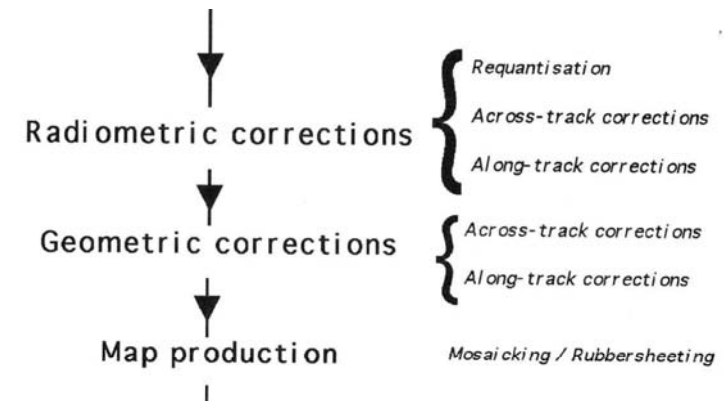 Requantisation
Across-track corrections
Radiometric corrections
Along-track corrections
Across-track corrections
Geometric corrections
Along-track corrections
Map production
Mosaicking / Rubbersheeting